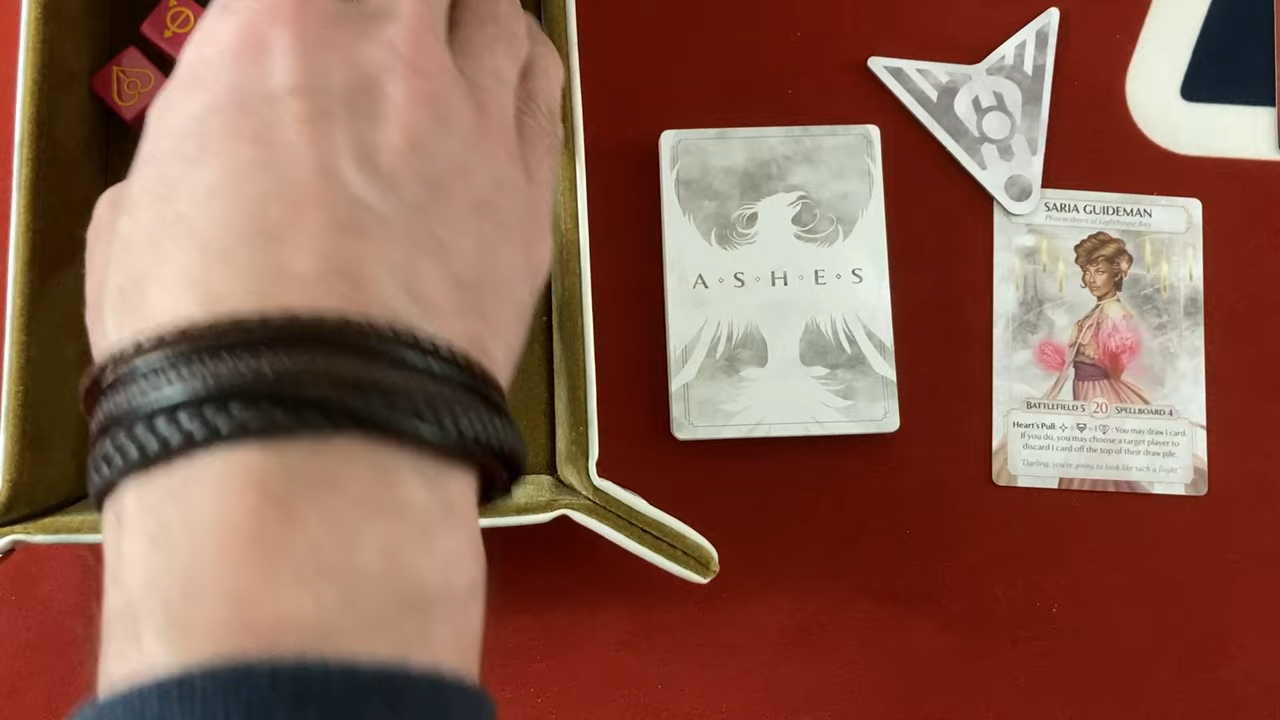 A·S·H·E·S
SARIA GUIDEMAN
Phoenixborn of Lighthouse Bay
BATTLEFIELD 5 20 SPELLBOARD 4
Heart's Pull: : You may draw 1 card.
If you do, you may choose a target player to
discard 1 card off the top of their draw pile.
"Darling, you're going to look like such a fright."